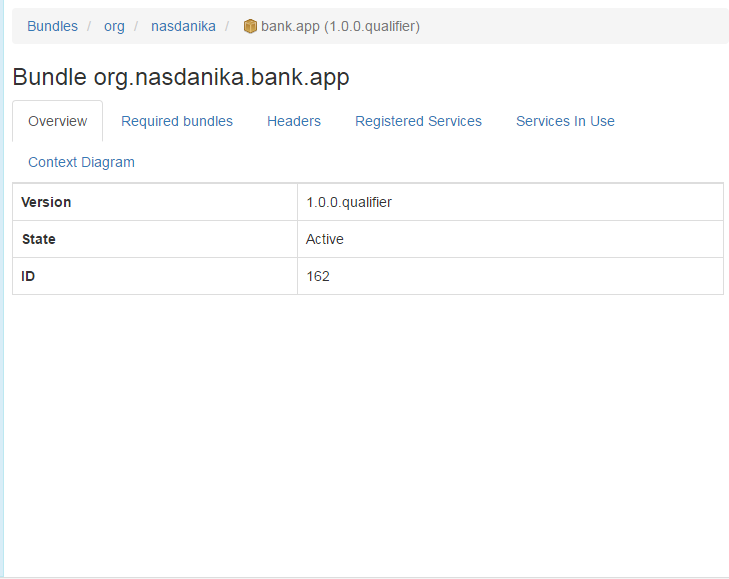 Bundles / org / nasdanika / bank.app (1.0.0.qualifier)
Bundle org.nasdanika.bank.app
Overview Required bundles Headers Registered Services Services In Use
Context Diagram
Version 1.0.0.qualifier
State Active
ID 162